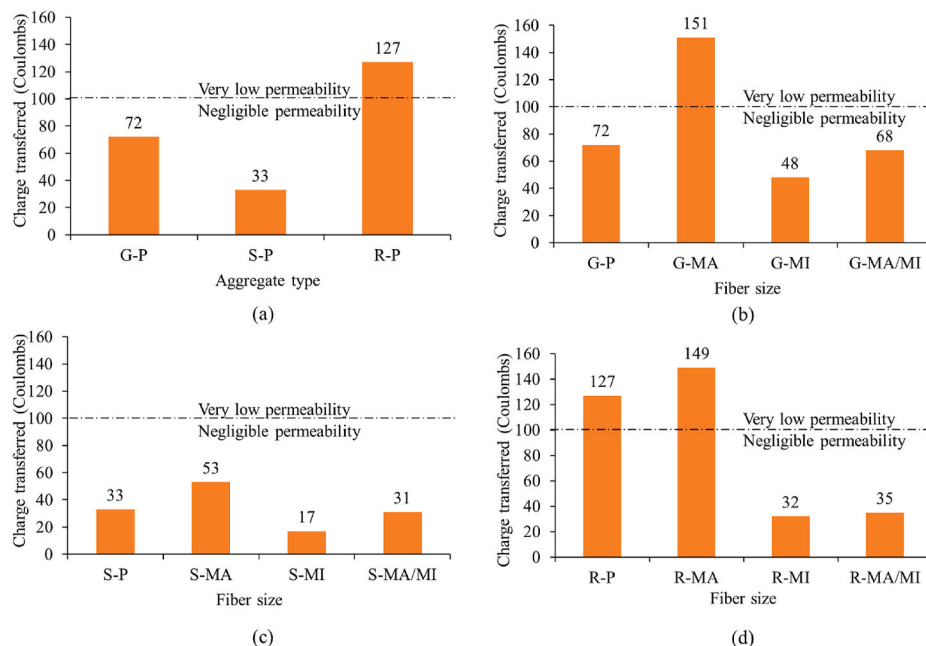 Charge transferred (Coulombs)
160
140
120
100
80
60
40
20
0
127
Very low permeability
Negligible permeability
72
33
G-P S-P R-P
Aggregate type
(a)
Charge transferred (Coulombs)
160
140
120
100
80
60
40
20
0
151
Very low permeability
Negligible permeability
72
68
48
G-P G-MA G-MI G-MA/MI
Fiber size
(b)
Charge transferred (Coulombs)
160
140
120
100
80
60
40
20
0
Very low permeability
Negligible permeability
53
33
31
17
S-P S-MA S-MI S-MA/MI
Fiber size
(c)
Charge transferred (Coulombs)
160
140
120
100
80
60
40
20
0
149
127
Very low permeability
Negligible permeability
32
35
R-P R-MA R-MI R-MA/MI
Fiber size
(d)